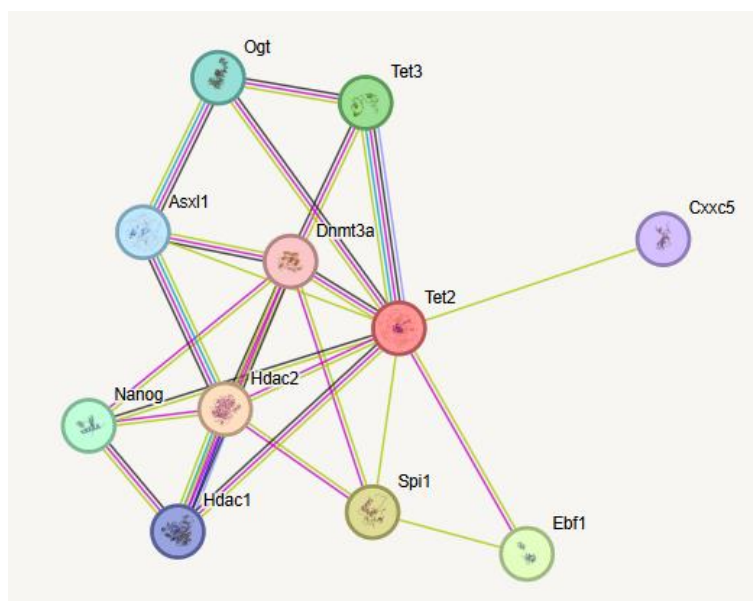 Ogt
Tet3
Asxl1
Cxxc5
Dnmt3a
Tet2
Hdac2
Nanog
Spi1
Hdac1
Ebf1